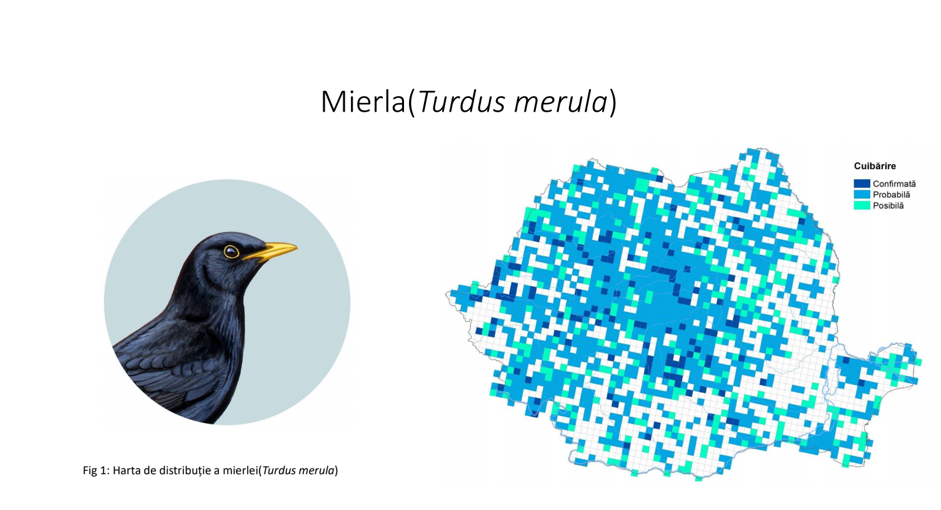 Mierla(Turdus merula)
Cuibărire
Confirmată
Probabilă
Posibilă
Fig 1: Harta de distribuție a mierlei(Turdus merula)